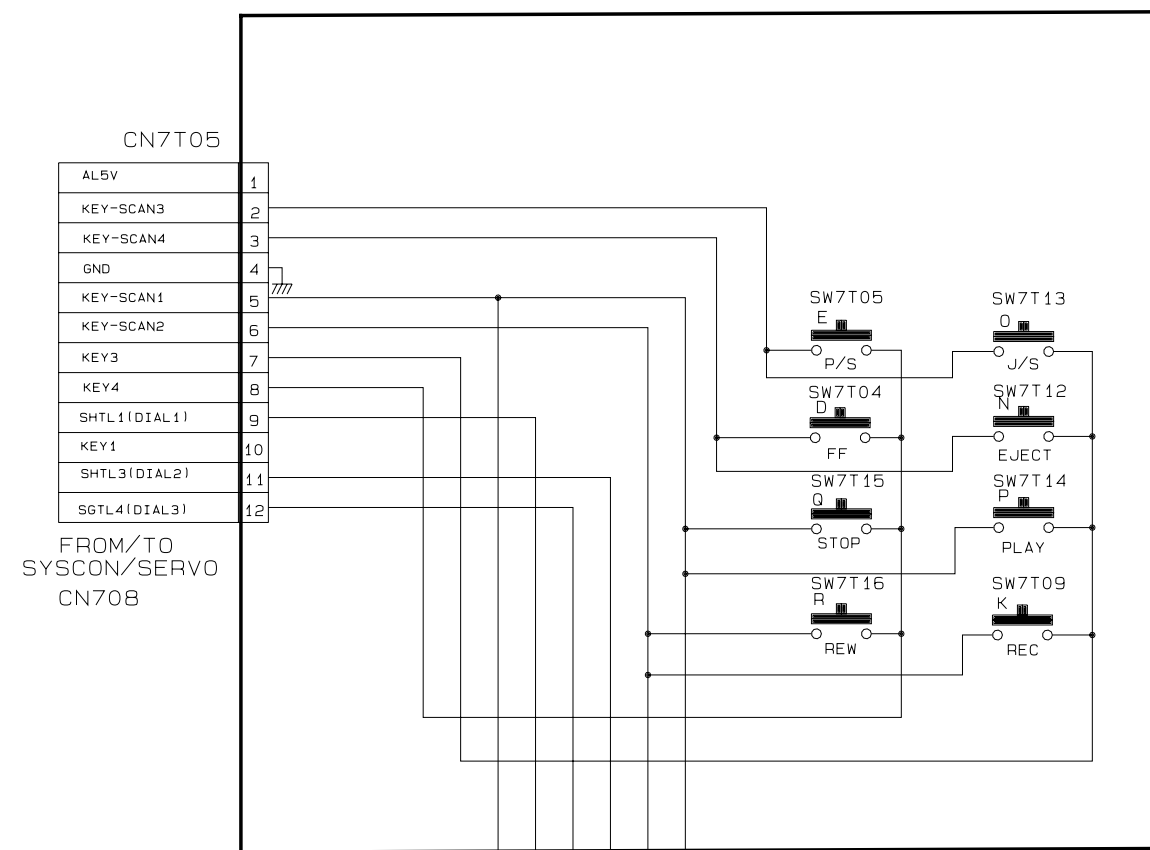 CN7T05
AL5V 1
KEY-SCAN3 2
KEY-SCAN4 3
GND 4
KEY-SCAN1 5
KEY-SCAN2 6
KEY3 7
KEY4 8
SHTL1(DIAL1) 9
KEY1 10
SHTL3(DIAL2) 11
SGTL4(DIAL3) 12
FROM/TO
SYSCON/SERVO
CN708
SW7T05
E
P/S
SW7T13
O
J/S
SW7T04
D
FF
SW7T12
N
EJECT
SW7T15
Q
STOP
SW7T14
P
PLAY
SW7T16
R
REW
SW7T09
K
REC